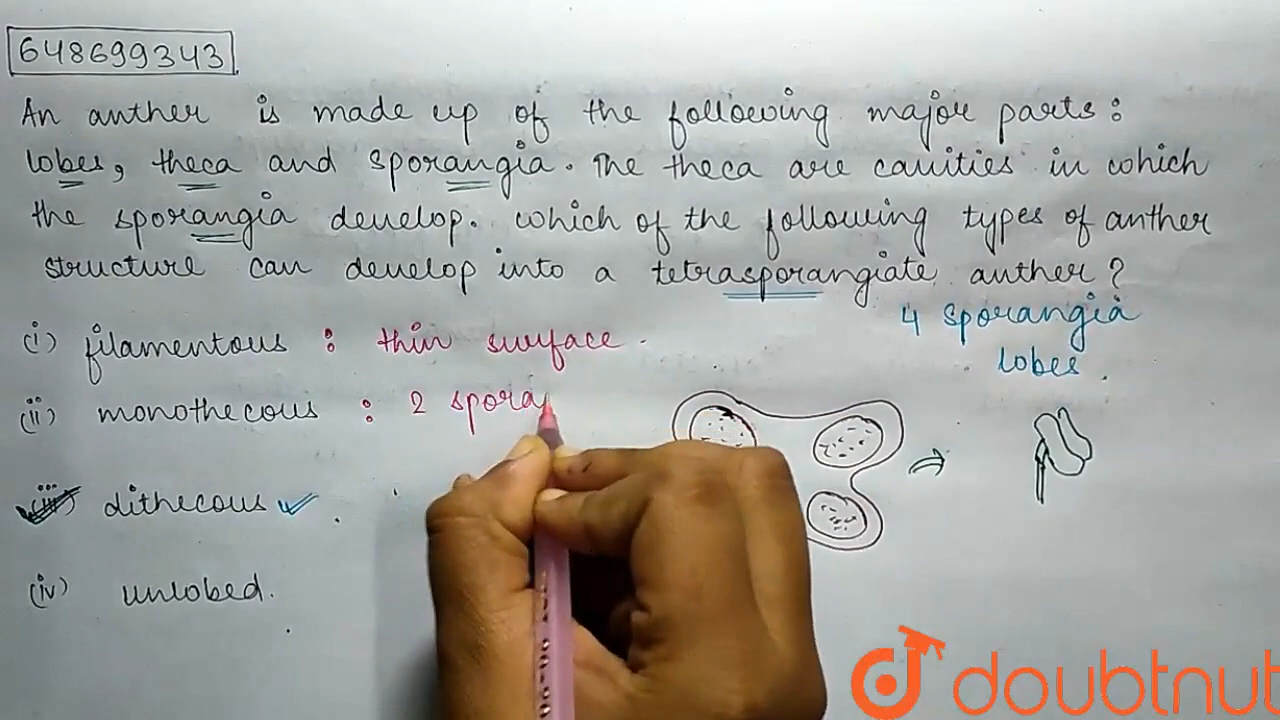 648699343
An anther is made up of the following major parts:
lobes, theca and sporangia. The theca are cavities in which
the sporangia develop. Which of the following types of anther
structure can develop into a tetrasporangiate anther?
4 sporangia
lobes.
(i) filamentous : thin surface.
(ii) monothecous : 2 spora
(iii) dithecous
(iv) unlobed.
doubtnut